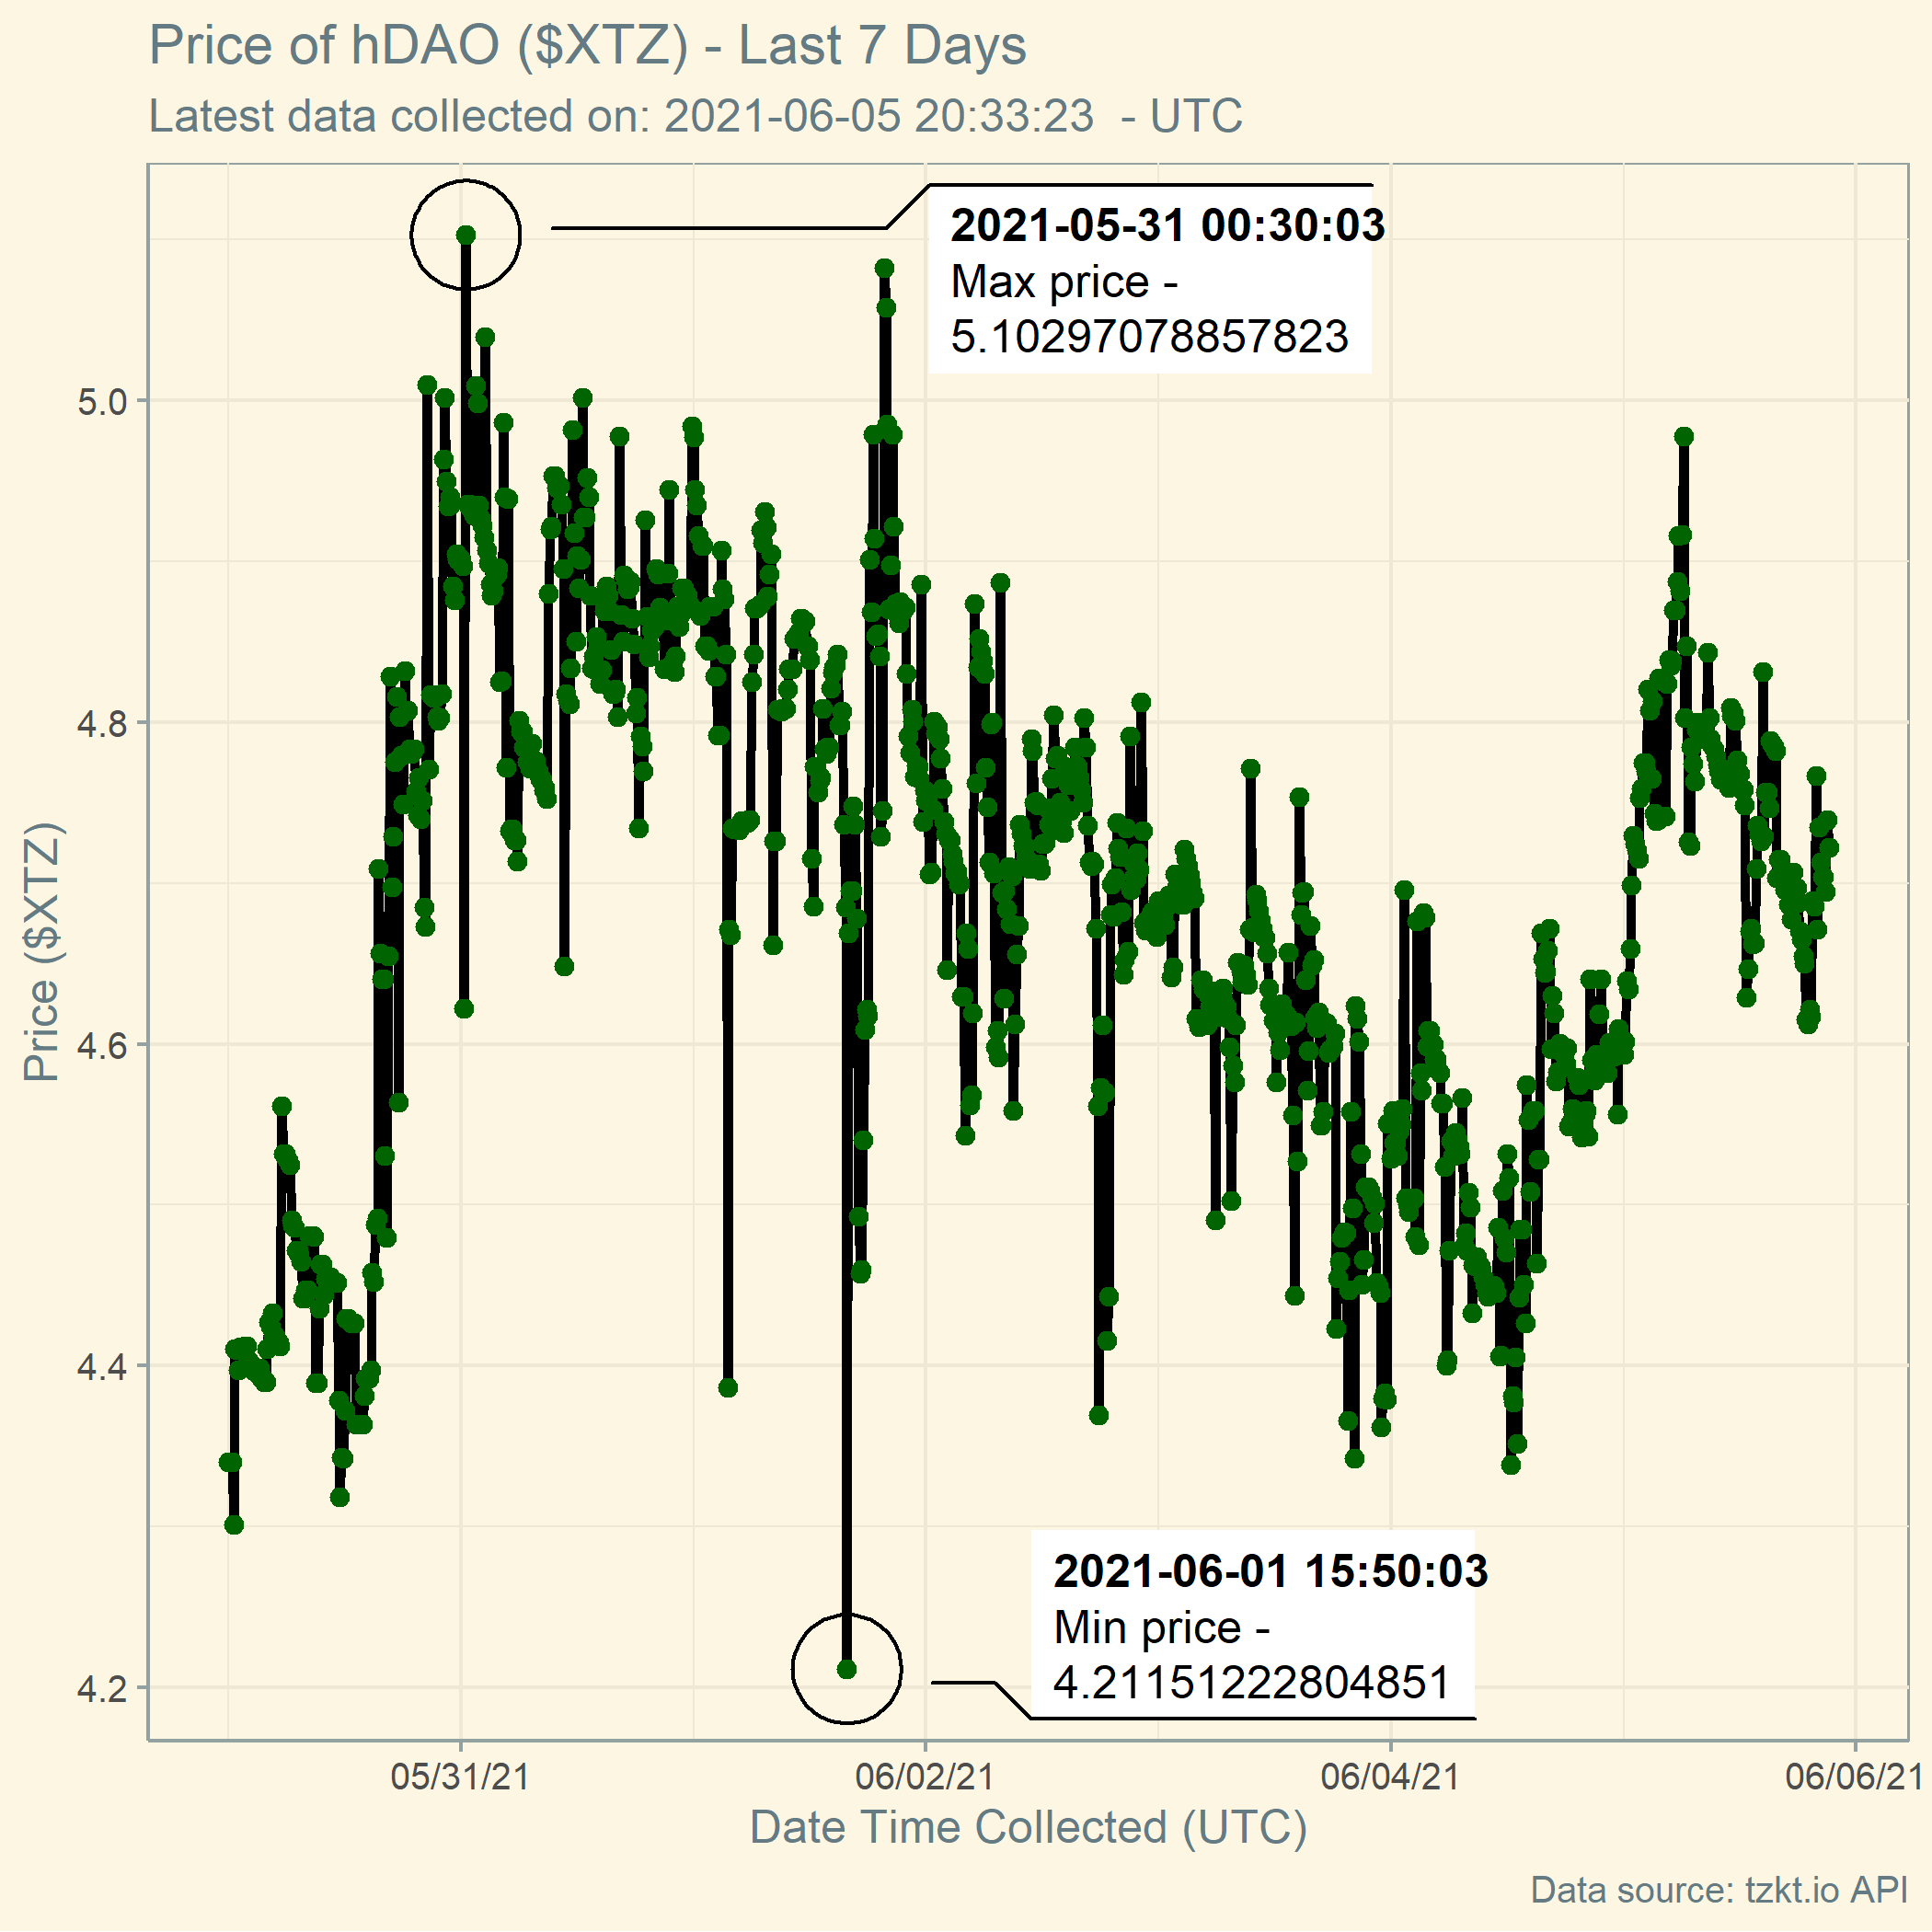 Price of hDAO ($XTZ) - Last 7 Days
Latest data collected on: 2021-06-05 20:33:23  - UTC
2021-05-31 00:30:03
Max price -
5.10297078857823
5.0
4.8
4.6
4.4
4.2
Price ($XTZ)
2021-06-01 15:50:03
Min price -
4.21151222804851
05/31/21
06/02/21
06/04/21
06/06/21
Date Time Collected (UTC)
Data source: tzkt.io API